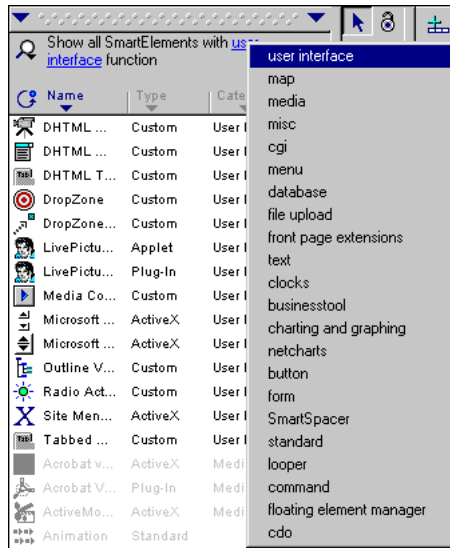 Show all SmartElements with user
interface function
Name Type Cate
DHTML ... Custom User I
DHTML ... Custom User I
DHTML T... Custom User I
DropZone Custom User I
DropZone... Custom User I
LivePictu... Applet User I
LivePictu... Plug-In User I
Media Co... Custom User I
Microsoft ... ActiveX User I
Microsoft ... ActiveX User I
Outline V... Custom User I
Radio Act... Custom User I
Site Men... ActiveX User I
Tabbed ... Custom User I
Acrobat v... ActiveX Medi
Acrobat V... Plug-In Medi
ActiveMo... ActiveX Medi
Animation Standard
user interface
map
media
misc
cgi
menu
database
file upload
front page extensions
text
clocks
businesstool
charting and graphing
netcharts
button
form
SmartSpacer
standard
looper
command
floating element manager
cdo